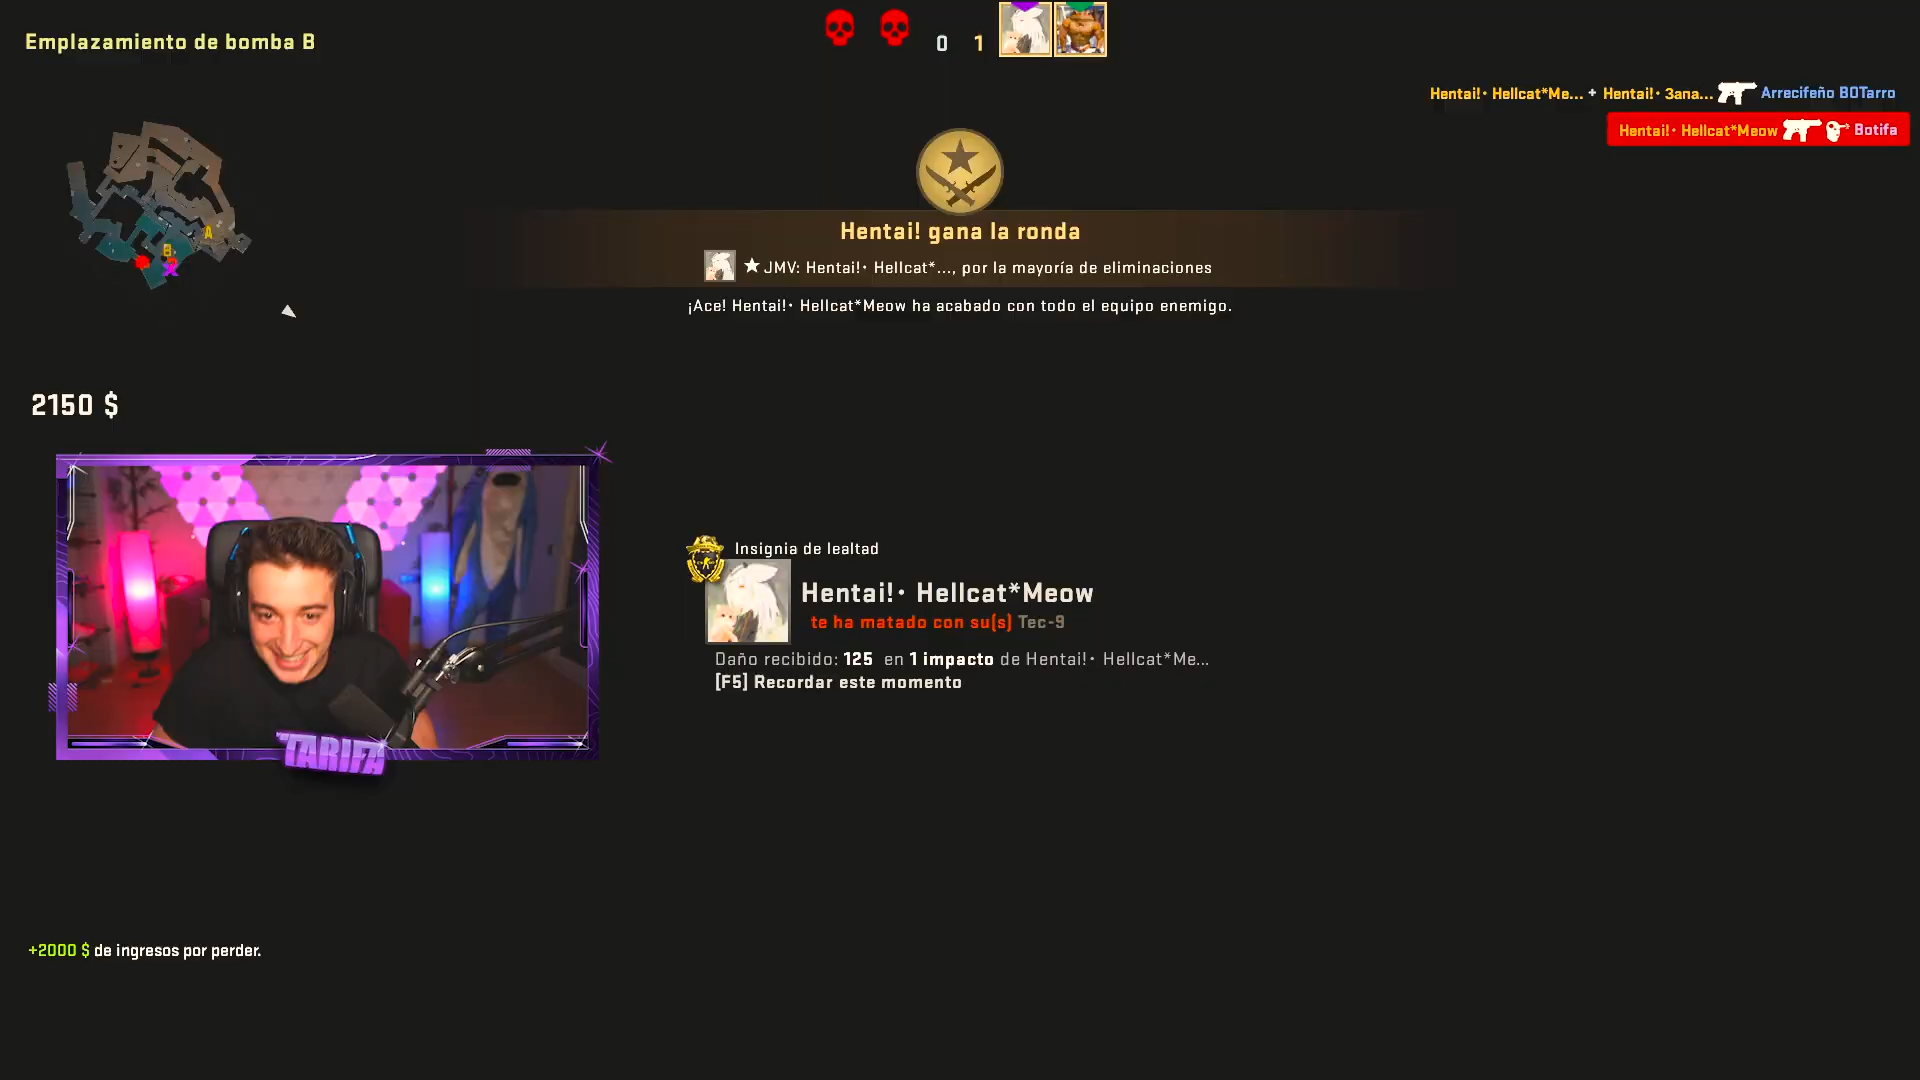 Emplazamiento de bomba B
0 1
Hentai!· Hellcat*Me... + Hentai!· 3ana... Arrecifeño BOTarro
Hentai!· Hellcat*Meow Botifa
A
B
Hentai! gana la ronda
★ JMV: Hentai!· Hellcat*..., por la mayoría de eliminaciones
¡Ace! Hentai!· Hellcat*Meow ha acabado con todo el equipo enemigo.
2150 $
TARIFA
Insignia de lealtad
Hentai!· Hellcat*Meow
te ha matado con su(s) Tec-9
Daño recibido: 125 en 1 impacto de Hentai!· Hellcat*Me...
[F5] Recordar este momento
+2000 $ de ingresos por perder.